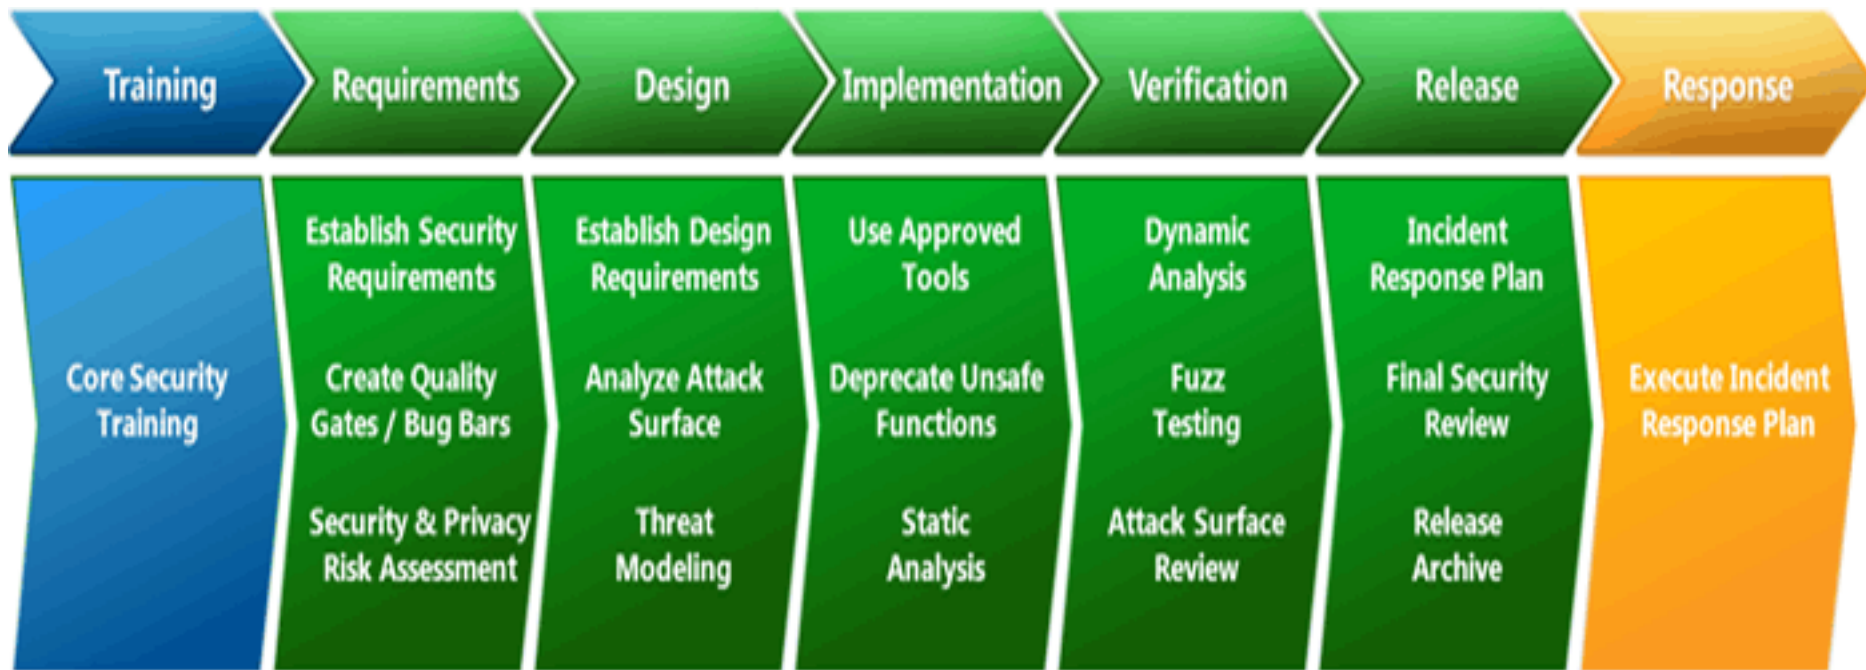 Training
Requirements
Design
Implementation
Verification
Release
Response
Core Security
Training
Establish Security
Requirements
Create Quality
Gates / Bug Bars
Security & Privacy
Risk Assessment
Establish Design
Requirements
Analyze Attack
Surface
Threat
Modeling
Use Approved
Tools
Deprecate Unsafe
Functions
Static
Analysis
Dynamic
Analysis
Fuzz
Testing
Attack Surface
Review
Incident
Response Plan
Final Security
Review
Release
Archive
Execute Incident
Response Plan